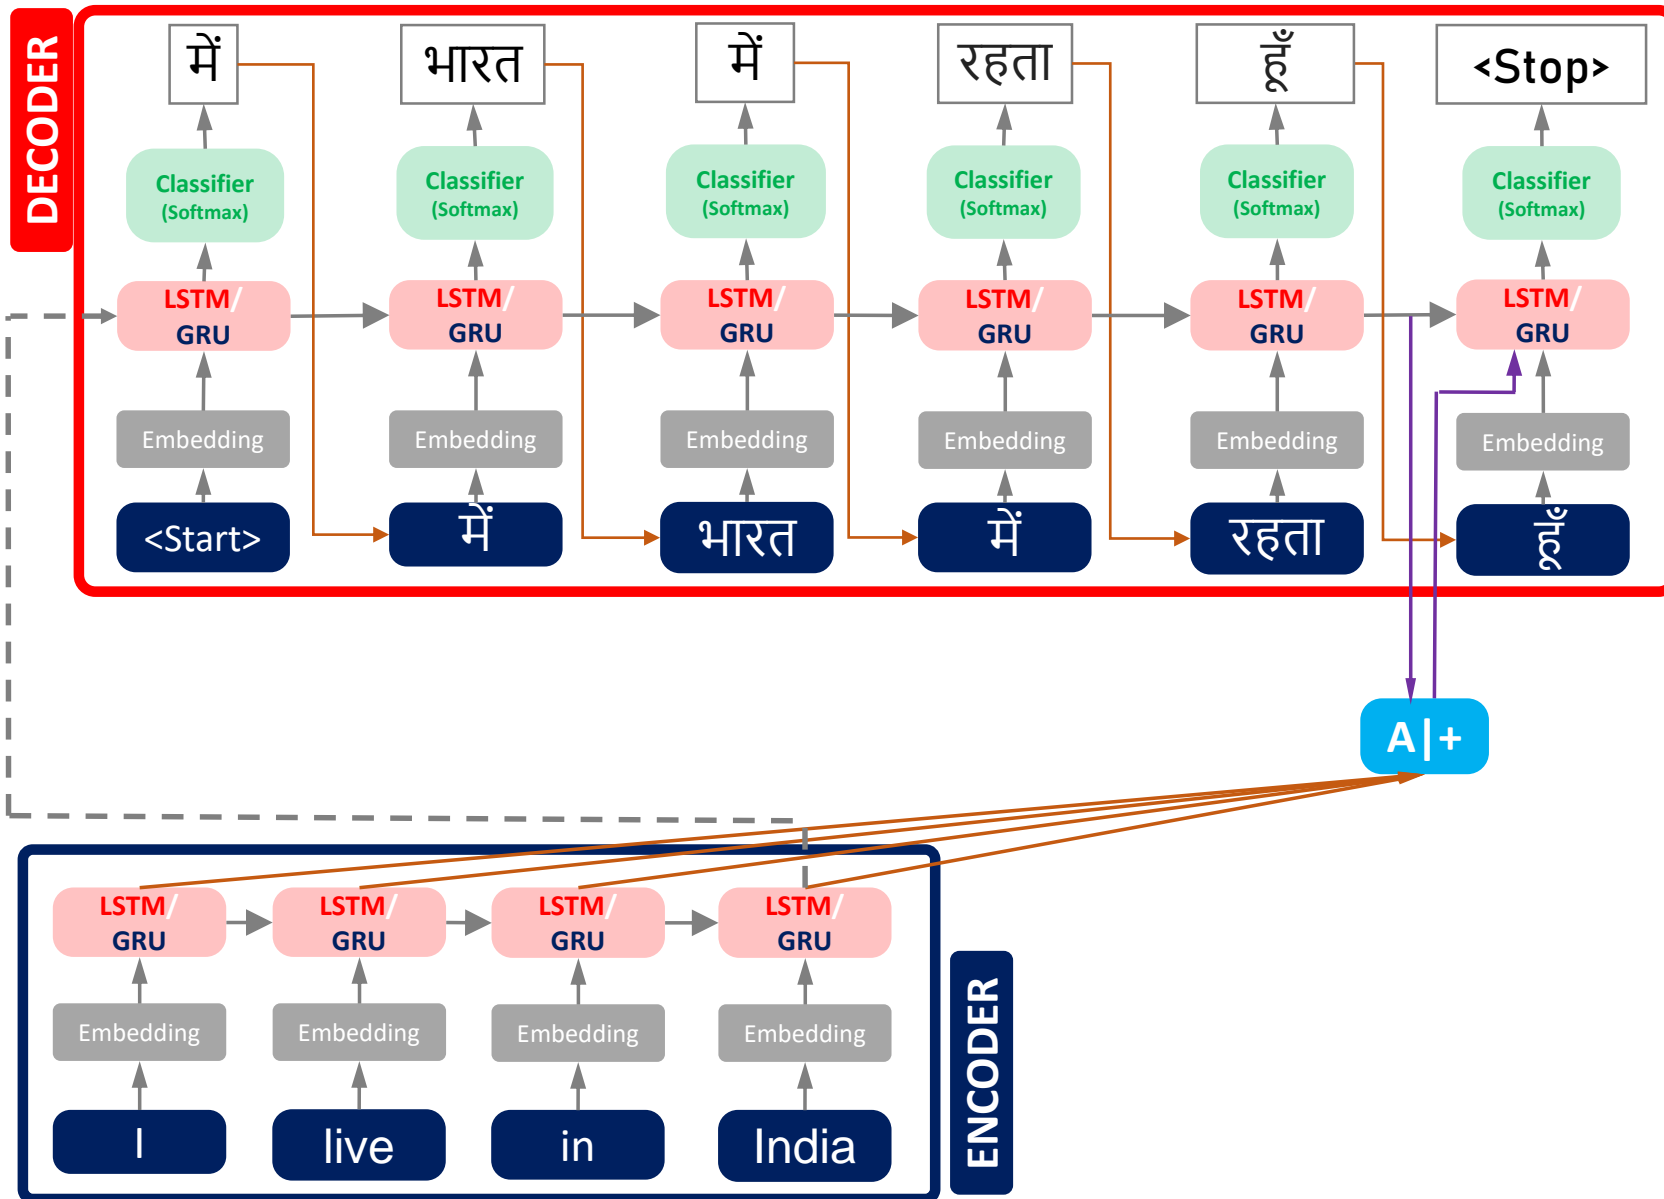 DECODER
में
भारत
में
रहता
हूँ
<Stop>
Classifier
(Softmax)
Classifier
(Softmax)
Classifier
(Softmax)
Classifier
(Softmax)
Classifier
(Softmax)
Classifier
(Softmax)
LSTM/
GRU
LSTM/
GRU
LSTM/
GRU
LSTM/
GRU
LSTM/
GRU
LSTM/
GRU
Embedding
Embedding
Embedding
Embedding
Embedding
Embedding
<Start>
में
भारत
में
रहता
हूँ
A|+
LSTM/
GRU
LSTM/
GRU
LSTM/
GRU
LSTM/
GRU
Embedding
Embedding
Embedding
Embedding
I
live
in
India
ENCODER